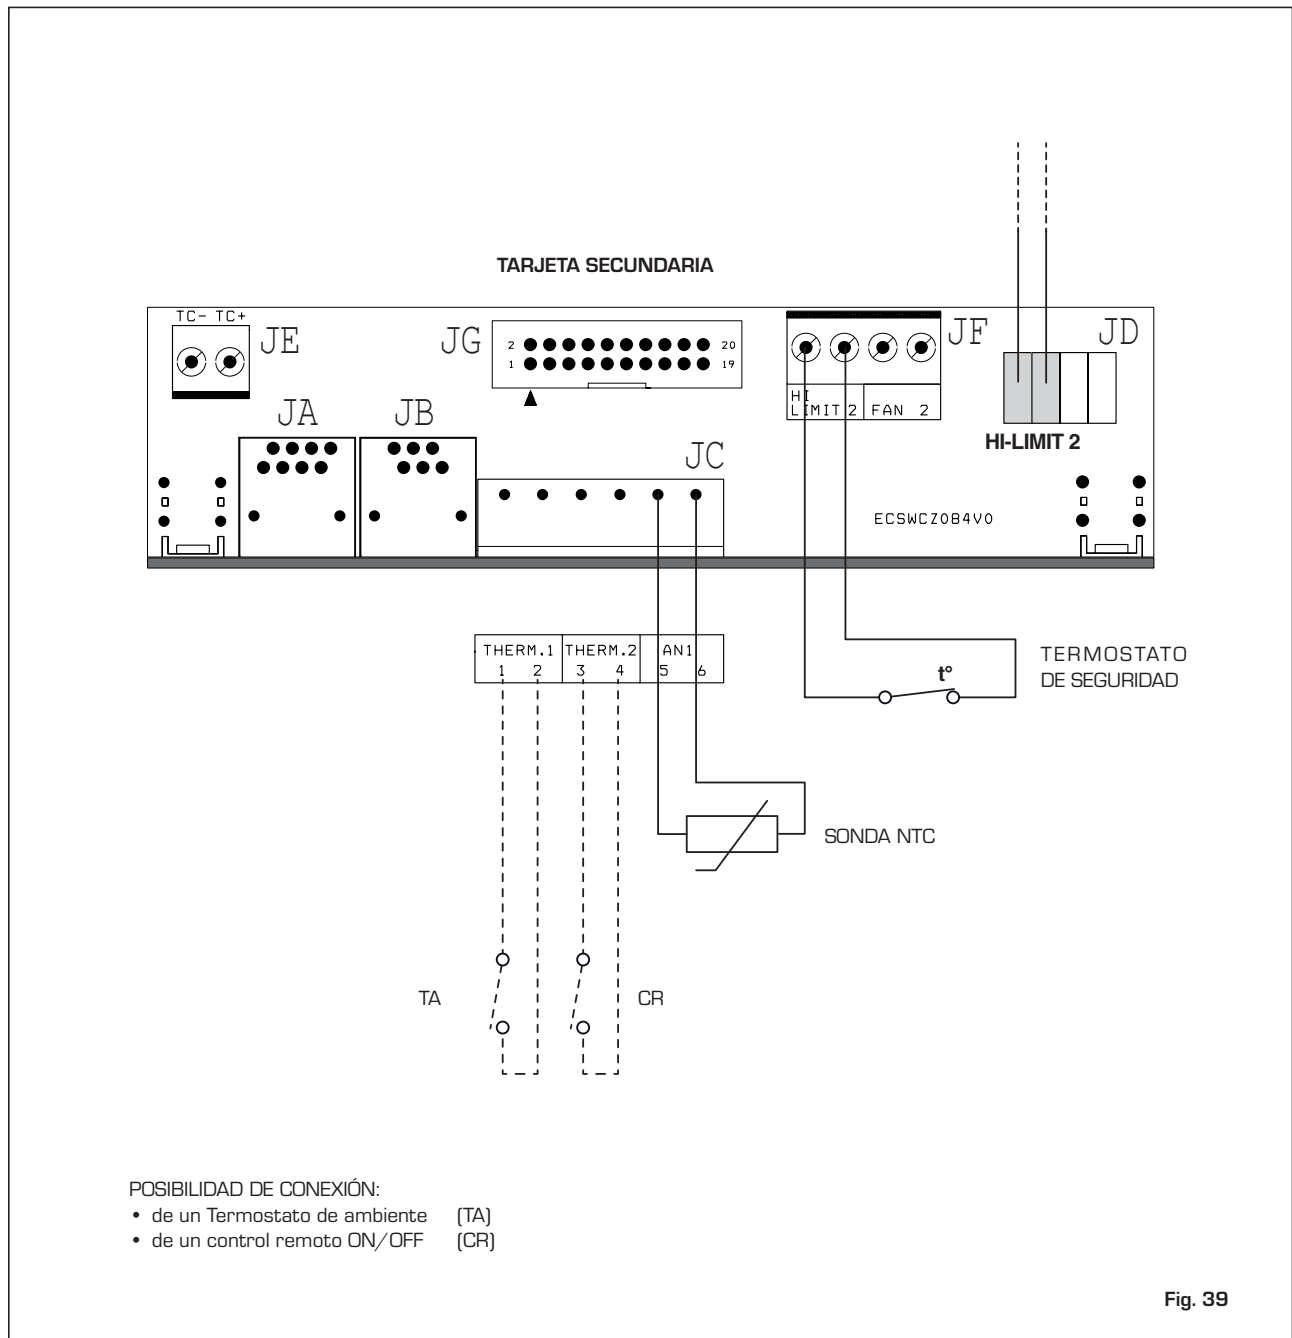 TARJETA SECUNDARIA
TC- TC+
JE
JG
2 20
1 19
JF
JD
HI
LIMIT 2 FAN 2
HI-LIMIT 2
JA
JB
JC
ECSWCZ084V0
THERM.1 THERM.2 AN1
1 2 3 4 5 6
t°
TERMOSTATO
DE SEGURIDAD
SONDA NTC
TA
CR
POSIBILIDAD DE CONEXIÓN:
• de un Termostato de ambiente (TA)
• de un control remoto ON/OFF (CR)
Fig. 39